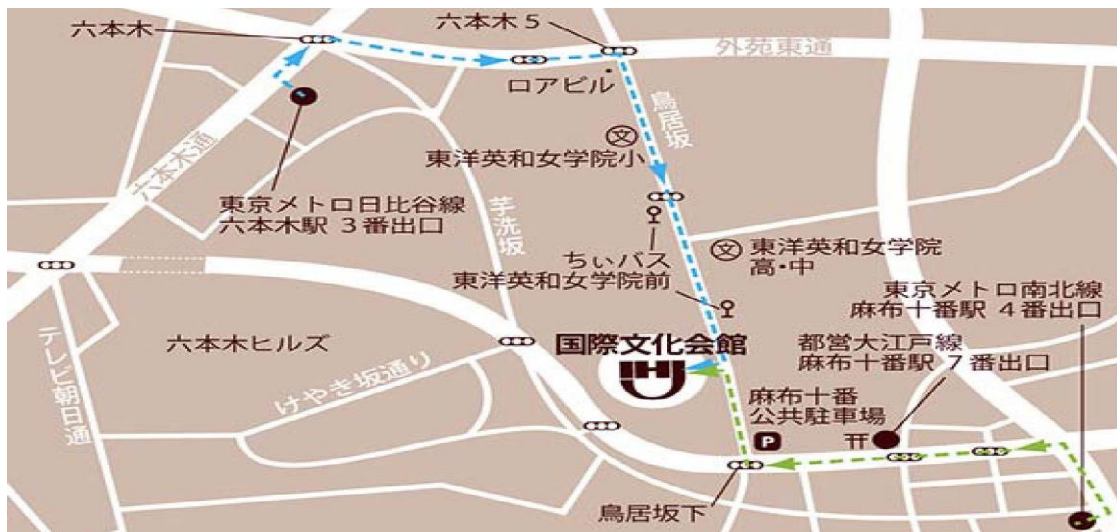 六本木
六本木 5
外苑東通
ロアビル
鳥居坂
文
東洋英和女学院小
六本木通
東京メトロ日比谷線
六本木駅 3番出口
芋洗坂
ちぃバス
東洋英和女学院前
文
東洋英和女学院
高・中
東京メトロ南北線
麻布十番駅 4番出口
テレビ朝日通
六本木ヒルズ
けやき坂通り
国際文化会館
IHJ
都営大江戸線
麻布十番駅 7番出口
麻布十番
公共駐車場
P
鳥居坂下